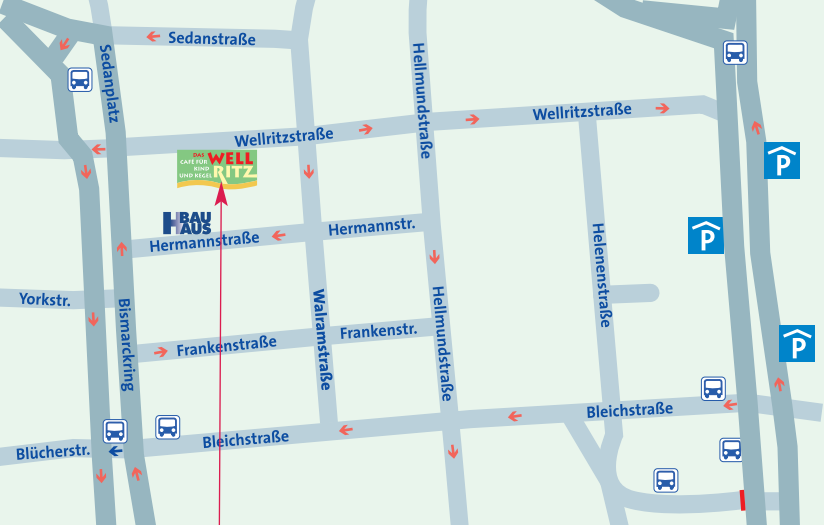 Sedanstraße
Sedanplatz
Hellmundstraße
Wellritzstraße
Wellritzstraße
DAS
WELL
RITZ
CAFÉ FÜR
KIND
UND KEGEL
BAU
HAUS
Hermannstraße
Hermannstr.
Helenenstraße
Yorkstr.
Bismarckring
Walramstraße
Hellmundstraße
Frankenstraße
Frankenstr.
Bleichstraße
Bleichstraße
Blücherstr.
P
P
P